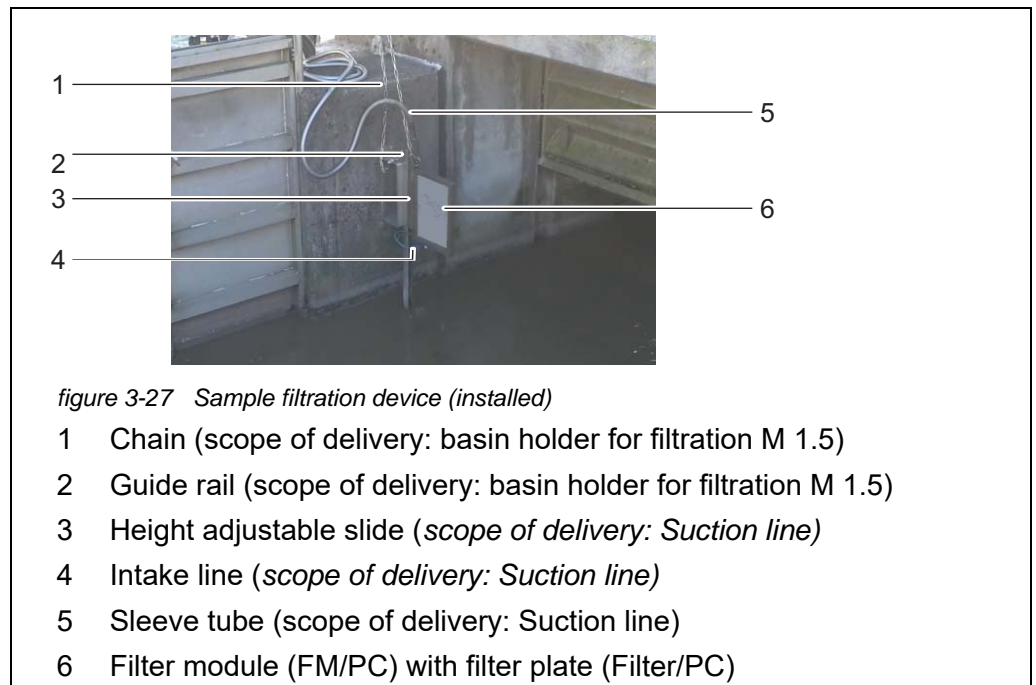 1
2
3
4
5
6
figure 3-27 Sample filtration device (installed)
1 Chain (scope of delivery: basin holder for filtration M 1.5)
2 Guide rail (scope of delivery: basin holder for filtration M 1.5)
3 Height adjustable slide (scope of delivery: Suction line)
4 Intake line (scope of delivery: Suction line)
5 Sleeve tube (scope of delivery: Suction line)
6 Filter module (FM/PC) with filter plate (Filter/PC)